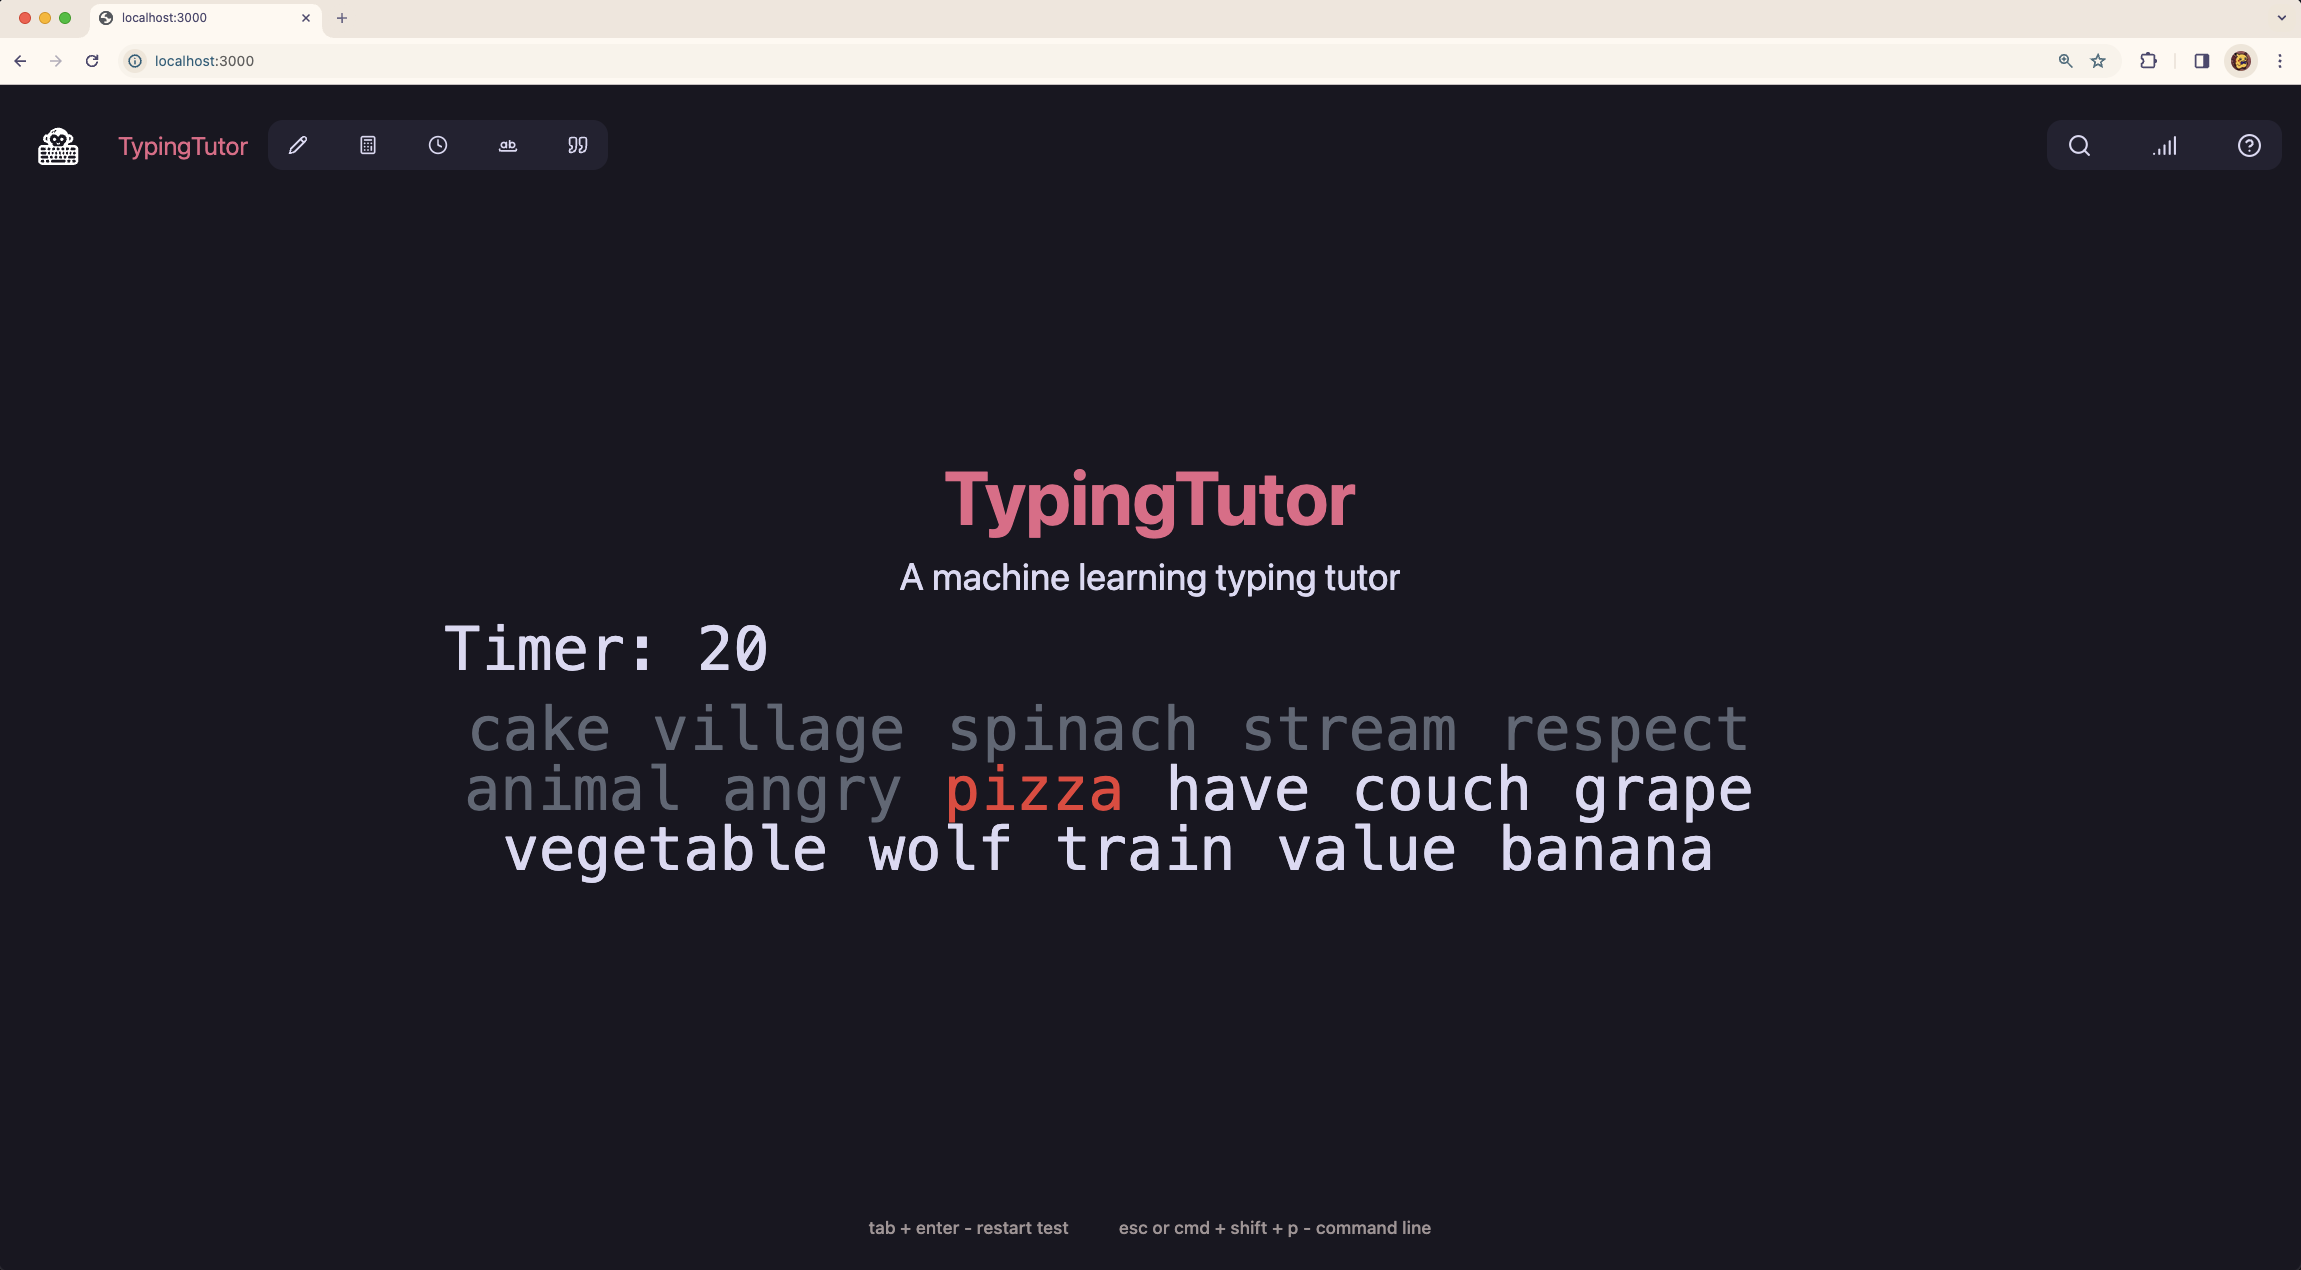 localhost:3000
localhost:3000
TypingTutor
ab
TypingTutor
A machine learning typing tutor
Timer: 20
cake village spinach stream respect
animal angry pizza have couch grape
vegetable wolf train value banana
tab + enter - restart test esc or cmd + shift + p - command line